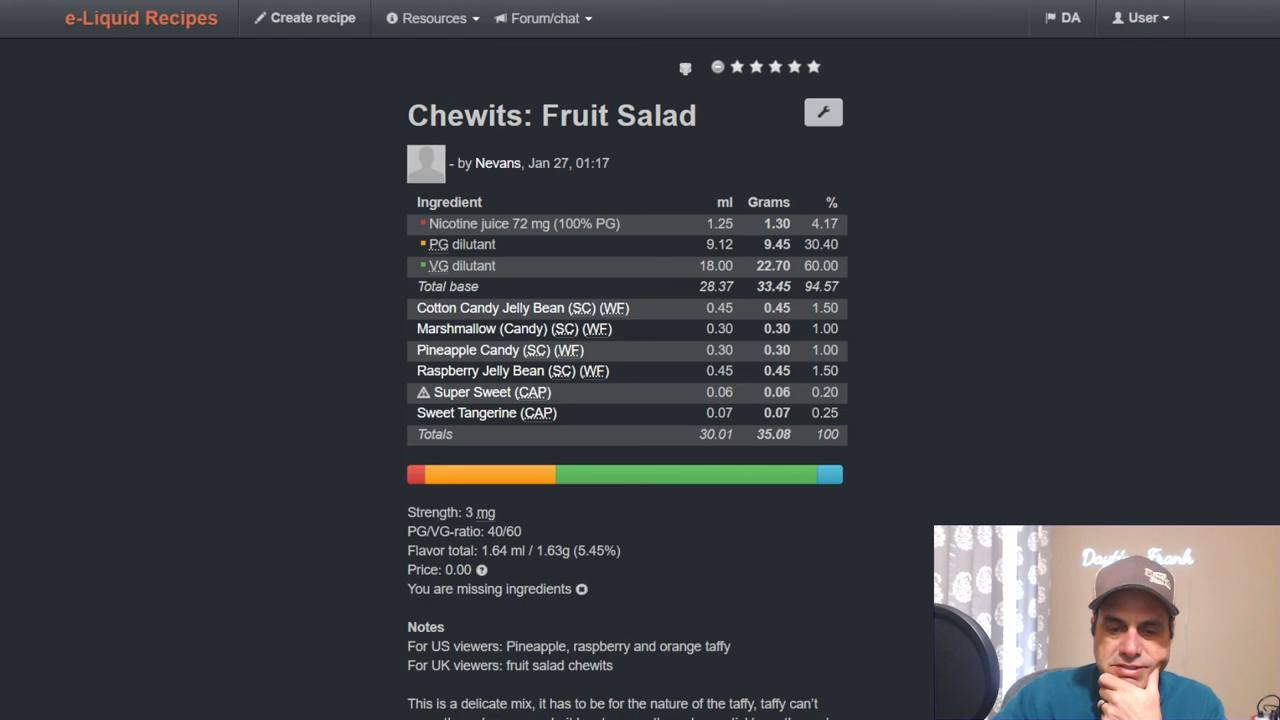 e-Liquid Recipes Create recipe Resources Forum/chat DA User
Chewits: Fruit Salad
- by Nevans, Jan 27, 01:17
Ingredient ml Grams %
Nicotine juice 72 mg (100% PG) 1.25 1.30 4.17
PG dilutant 9.12 9.45 30.40
VG dilutant 18.00 22.70 60.00
Total base 28.37 33.45 94.57
Cotton Candy Jelly Bean (SC) (WF) 0.45 0.45 1.50
Marshmallow (Candy) (SC) (WF) 0.30 0.30 1.00
Pineapple Candy (SC) (WF) 0.30 0.30 1.00
Raspberry Jelly Bean (SC) (WF) 0.45 0.45 1.50
Super Sweet (CAP) 0.06 0.06 0.20
Sweet Tangerine (CAP) 0.07 0.07 0.25
Totals 30.01 35.08 100
Strength: 3 mg
PG/VG-ratio: 40/60
Flavor total: 1.64 ml / 1.63g (5.45%)
Price: 0.00
You are missing ingredients
Notes
For US viewers: Pineapple, raspberry and orange taffy
For UK viewers: fruit salad chewits
This is a delicate mix, it has to be for the nature of the taffy, taffy can't
Frank